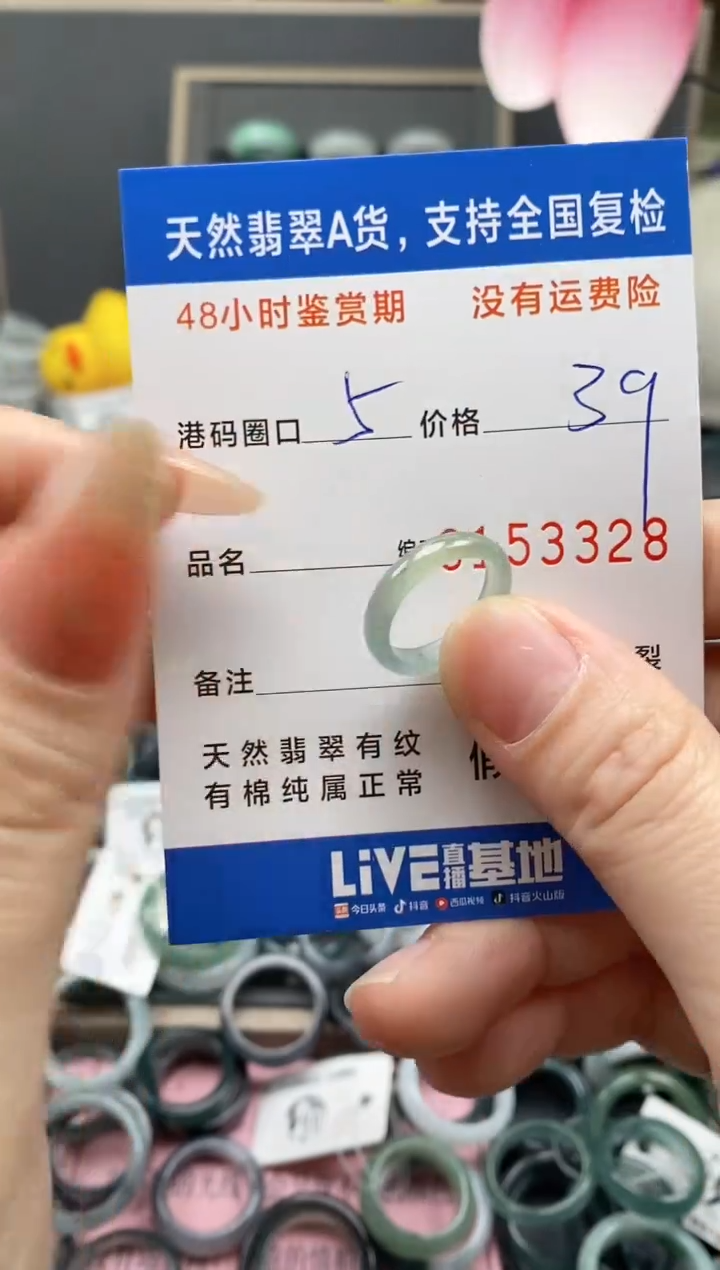 天然翡翠A货，支持全国复检
48小时鉴赏期 没有运费险
港码圈口 5 价格 39
品名 153328
备注 裂
天然翡翠有纹
有棉纯属正常 假
LiVE直播基地
今日头条 抖音 西瓜视频 抖音火山版